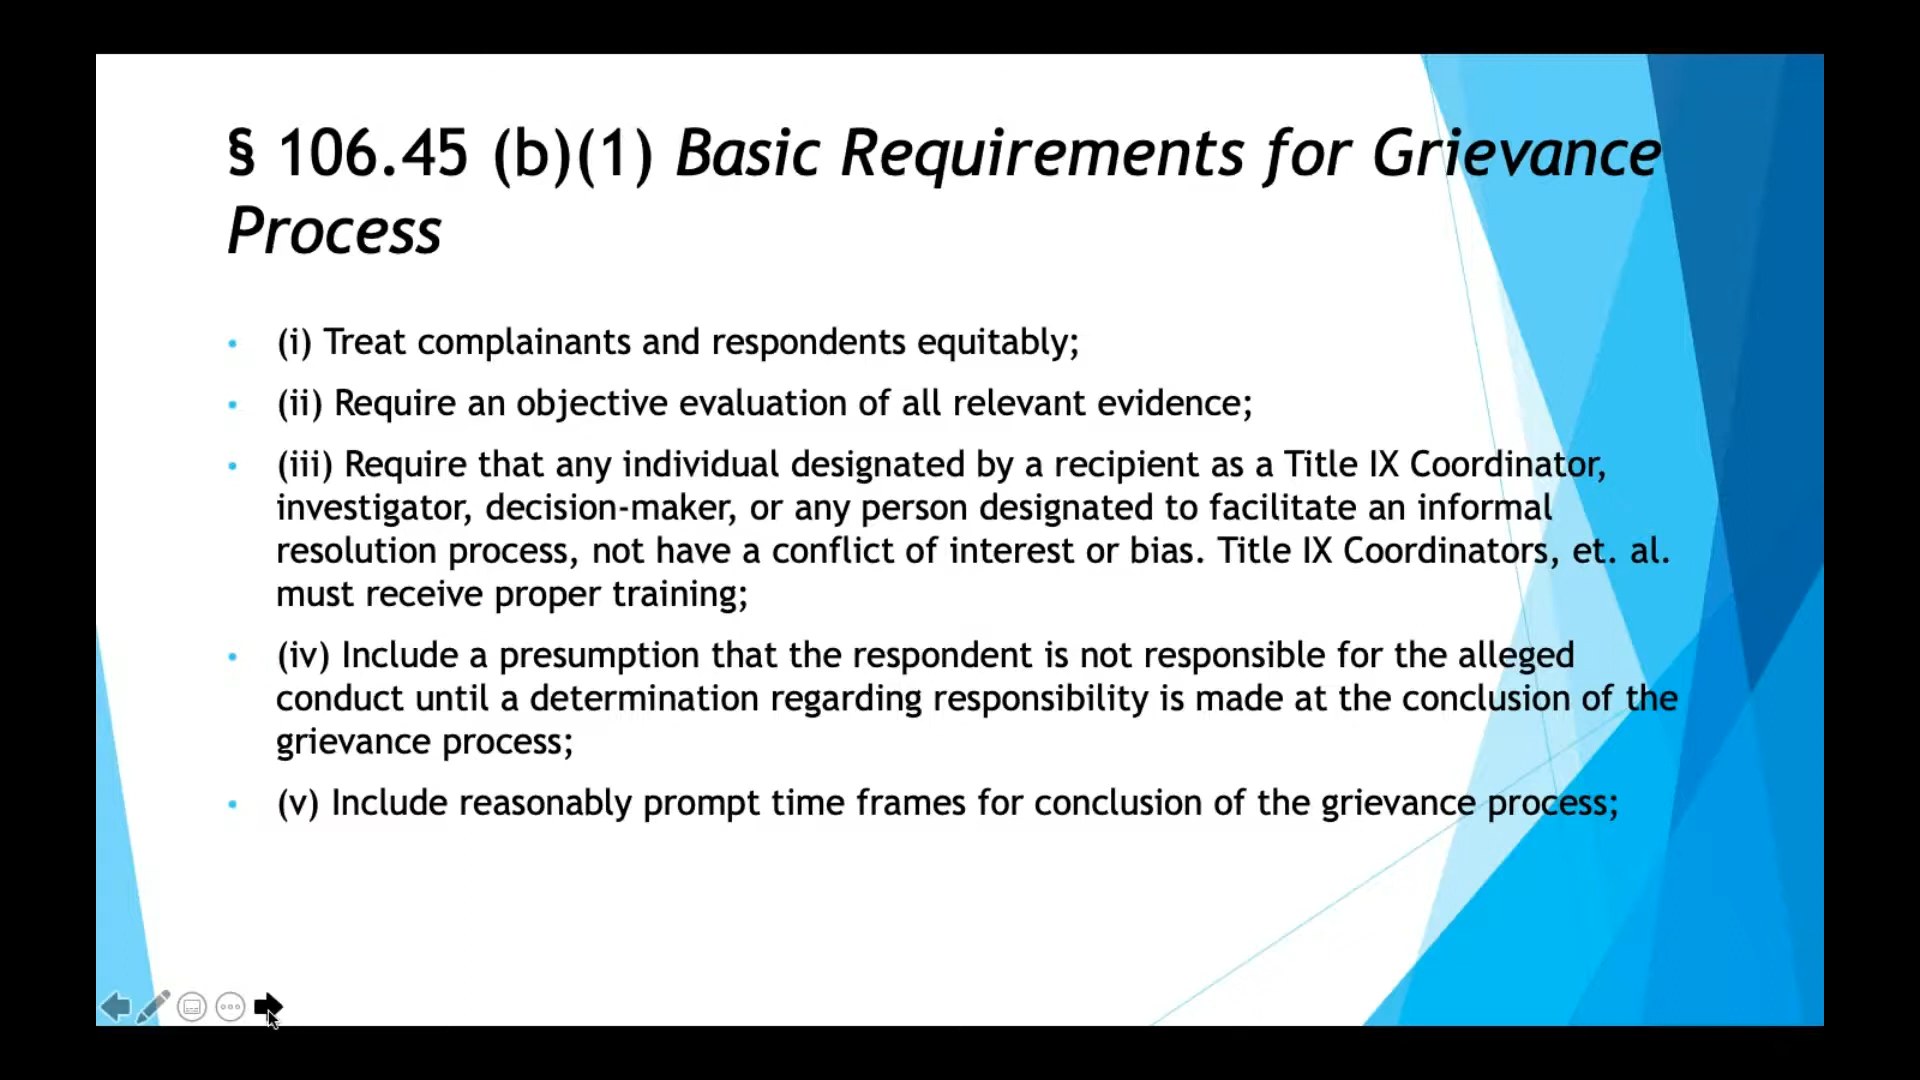 § 106.45 (b)(1) Basic Requirements for Grievance
Process
• (i) Treat complainants and respondents equitably;
• (ii) Require an objective evaluation of all relevant evidence;
• (iii) Require that any individual designated by a recipient as a Title IX Coordinator,
investigator, decision-maker, or any person designated to facilitate an informal
resolution process, not have a conflict of interest or bias. Title IX Coordinators, et. al.
must receive proper training;
• (iv) Include a presumption that the respondent is not responsible for the alleged
conduct until a determination regarding responsibility is made at the conclusion of the
grievance process;
• (v) Include reasonably prompt time frames for conclusion of the grievance process;